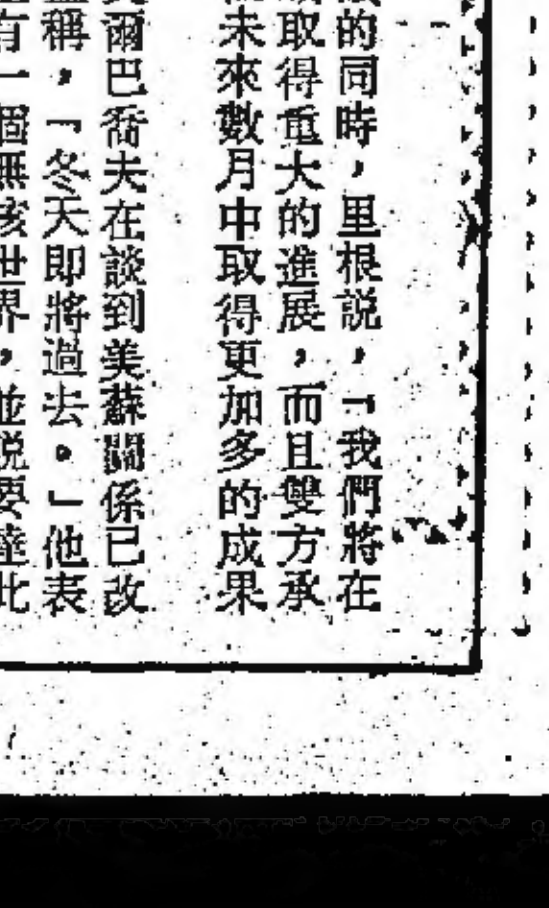 的同時，里根説，「我們將在
取得重大的進展，而且雙方承
未來數月中取得更加多的成果
爾巴喬夫在談到美蘇關係已改
稱，「冬天即將過去。」他表
有一個無核世界，並説要達此